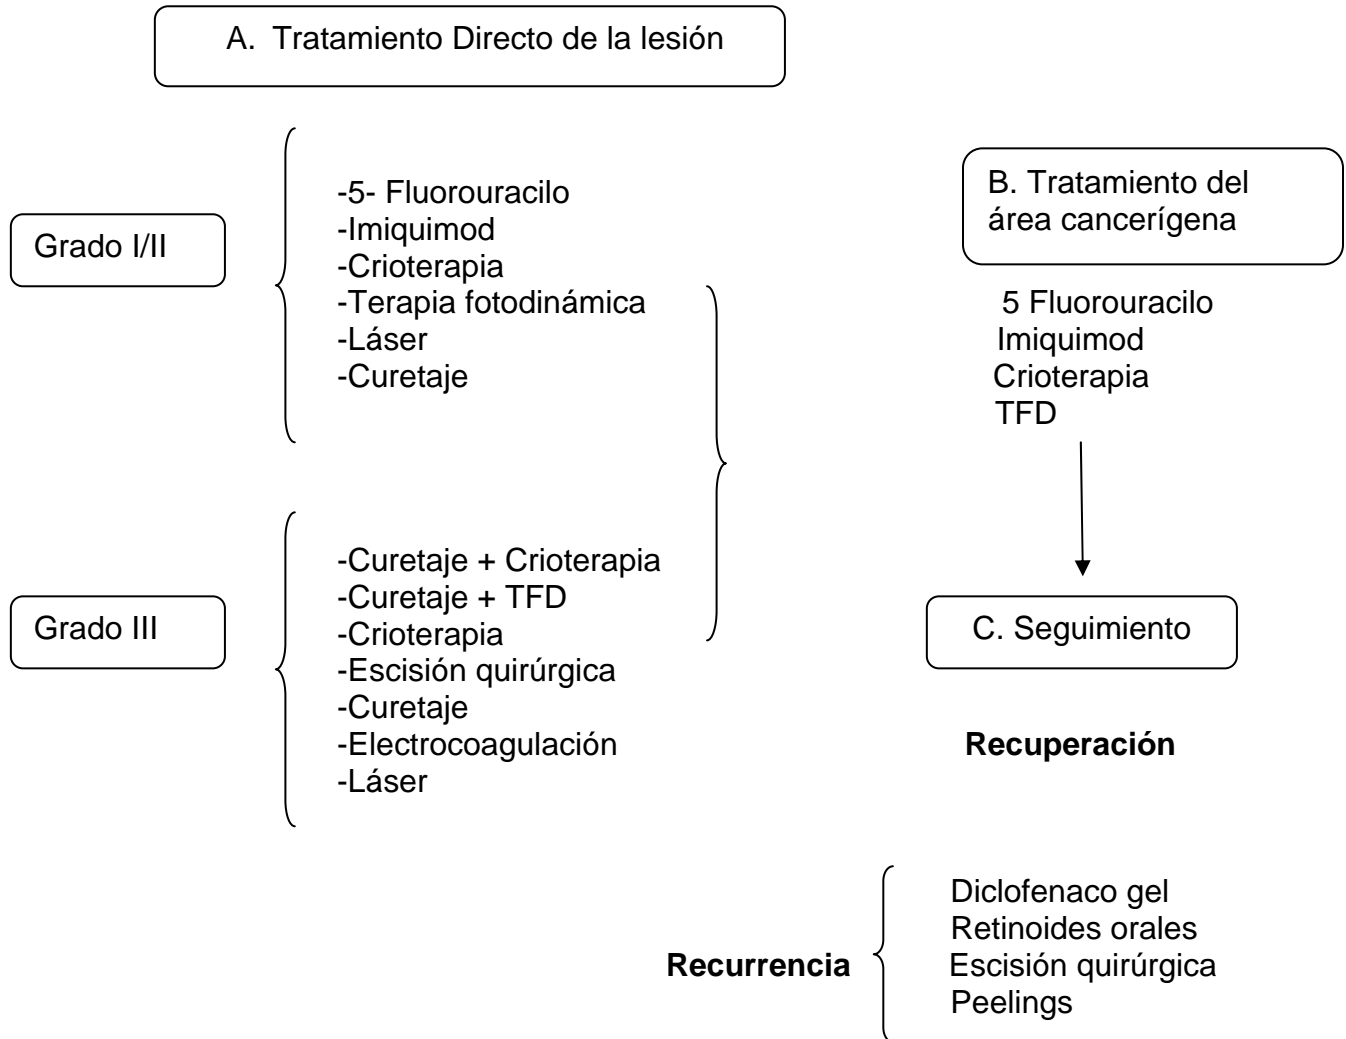 A. Tratamiento Directo de la lesión
Grado I/II
-5- Fluorouracilo
-Imiquimod
-Crioterapia
-Terapia fotodinámica
-Láser
-Curetaje
B. Tratamiento del
área cancerígena
5 Fluorouracilo
Imiquimod
Crioterapia
TFD
Grado III
-Curetaje + Crioterapia
-Curetaje + TFD
-Crioterapia
-Escisión quirúrgica
-Curetaje
-Electrocoagulación
-Láser
C. Seguimiento
Recuperación
Recurrencia
Diclofenaco gel
Retinoides orales
Escisión quirúrgica
Peelings